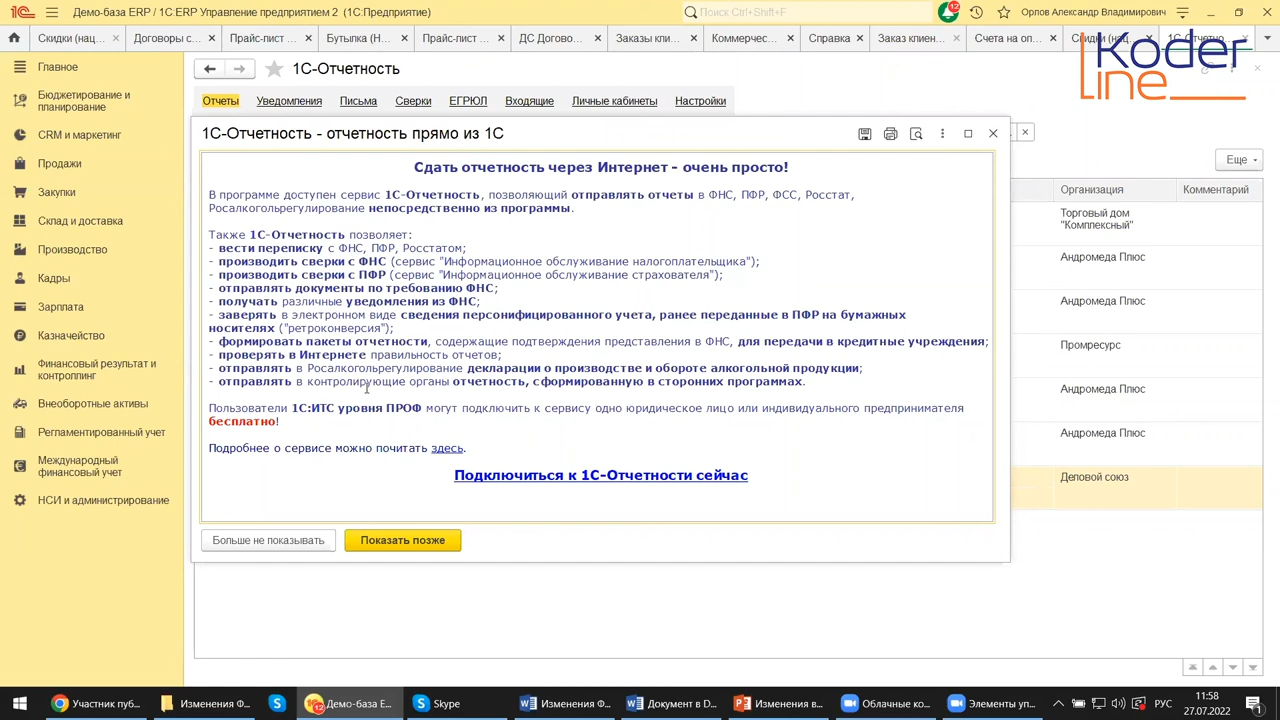 Демо-база ERP / 1С:ERP Управление предприятием 2 (1С:Предприятие)
Поиск Ctrl+Shift+F
12
Орлов Александр Владимирович
Скидки (нац...
Договоры с...
Прайс-лист ...
Бутылка (Н...
Прайс-лист ...
ДС Догово...
Заказы кли...
Коммерчес...
Справка
Заказ клиен...
Счета на оп...
Скидки (нац...
1С-Отчетно...
Koder
line
Главное
Бюджетирование и
планирование
CRM и маркетинг
Продажи
Закупки
Склад и доставка
Производство
Кадры
Зарплата
Казначейство
Финансовый результат и
контроллинг
Внеоборотные активы
Регламентированный учет
Международный
финансовый учет
НСИ и администрирование
1С-Отчетность
Отчеты
Уведомления
Письма
Сверки
ЕГРЮЛ
Входящие
Личные кабинеты
Настройки
1С-Отчетность - отчетность прямо из 1С
Сдать отчетность через Интернет - очень просто!
В программе доступен сервис 1С-Отчетность, позволяющий отправлять отчеты в ФНС, ПФР, ФСС, Росстат,
Росалкогольрегулирование непосредственно из программы.
Также 1С-Отчетность позволяет:
- вести переписку с ФНС, ПФР, Росстатом;
- производить сверки с ФНС (сервис "Информационное обслуживание налогоплательщика");
- производить сверки с ПФР (сервис "Информационное обслуживание страхователя");
- отправлять документы по требованию ФНС;
- получать различные уведомления из ФНС;
- заверять в электронном виде сведения персонифицированного учета, ранее переданные в ПФР на бумажных
носителях ("ретроконверсия");
- формировать пакеты отчетности, содержащие подтверждения представления в ФНС, для передачи в кредитные учреждения;
- проверять в Интернете правильность отчетов;
- отправлять в Росалкогольрегулирование декларации о производстве и обороте алкогольной продукции;
- отправлять в контролирующие органы отчетность, сформированную в сторонних программах.
Пользователи 1С:ИТС уровня ПРОФ могут подключить к сервису одно юридическое лицо или индивидуального предпринимателя
бесплатно!
Подробнее о сервисе можно почитать здесь.
Подключиться к 1С-Отчетности сейчас
Больше не показывать
Показать позже
Еще
Организация
Комментарий
Торговый дом
"Комплексный"
Андромеда Плюс
Андромеда Плюс
Промресурс
Андромеда Плюс
Андромеда Плюс
Деловой союз
Участник пуб...
Изменения Ф...
Демо-база E...
Skype
Изменения Ф...
Документ в D...
Изменения в...
Облачные ко...
Элементы уп...
РУС
11:58
27.07.2022